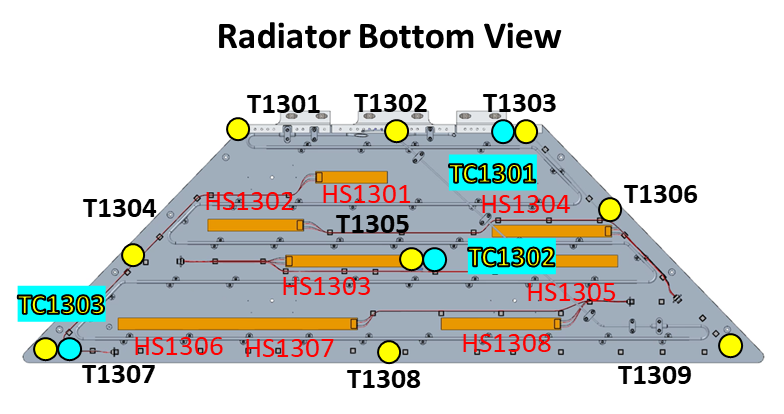 Radiator Bottom View
T1301 T1302 T1303
TC1301
HS1302 HS1301 HS1304 T1306
T1304 T1305
TC1302
HS1303 HS1305
TC1303
HS1306 HS1307 HS1308
T1307 T1308 T1309